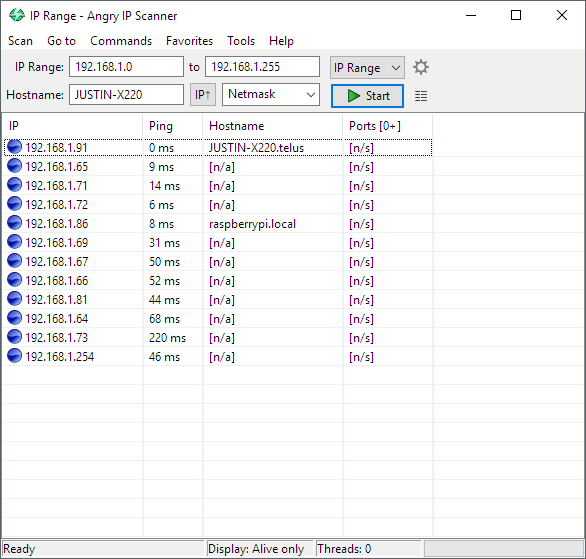 IP Range - Angry IP Scanner
Scan Go to Commands Favorites Tools Help
IP Range: 192.168.1.0 to 192.168.1.255 IP Range
Hostname: JUSTIN-X220 IP↑ Netmask Start
IP Ping Hostname Ports [0+]
192.168.1.91 0 ms JUSTIN-X220.telus [n/s]
192.168.1.65 9 ms [n/a] [n/s]
192.168.1.71 14 ms [n/a] [n/s]
192.168.1.72 6 ms [n/a] [n/s]
192.168.1.86 8 ms raspberrypi.local [n/s]
192.168.1.69 31 ms [n/a] [n/s]
192.168.1.67 50 ms [n/a] [n/s]
192.168.1.66 52 ms [n/a] [n/s]
192.168.1.81 44 ms [n/a] [n/s]
192.168.1.64 68 ms [n/a] [n/s]
192.168.1.73 220 ms [n/a] [n/s]
192.168.1.254 46 ms [n/a] [n/s]
Ready Display: Alive only Threads: 0